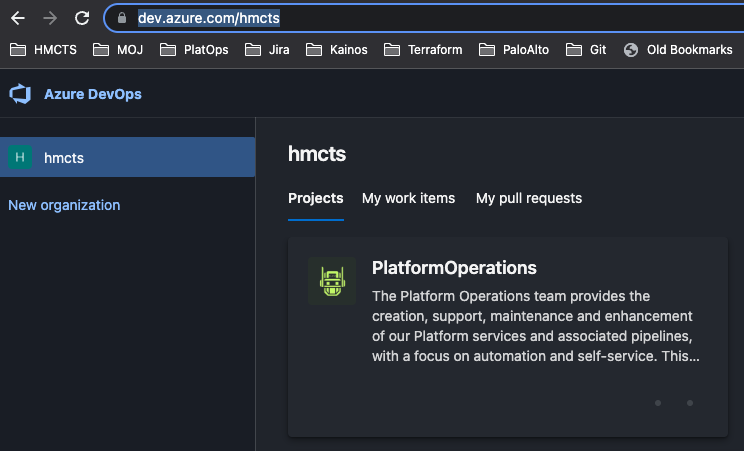 dev.azure.com/hmcts
HMCTS MOJ PlatOps Jira Kainos Terraform PaloAlto Git Old Bookmarks
Azure DevOps
H hmcts
New organization
hmcts
Projects My work items My pull requests
PlatformOperations
The Platform Operations team provides the
creation, support, maintenance and enhancement
of our Platform services and associated pipelines,
with a focus on automation and self-service. This...